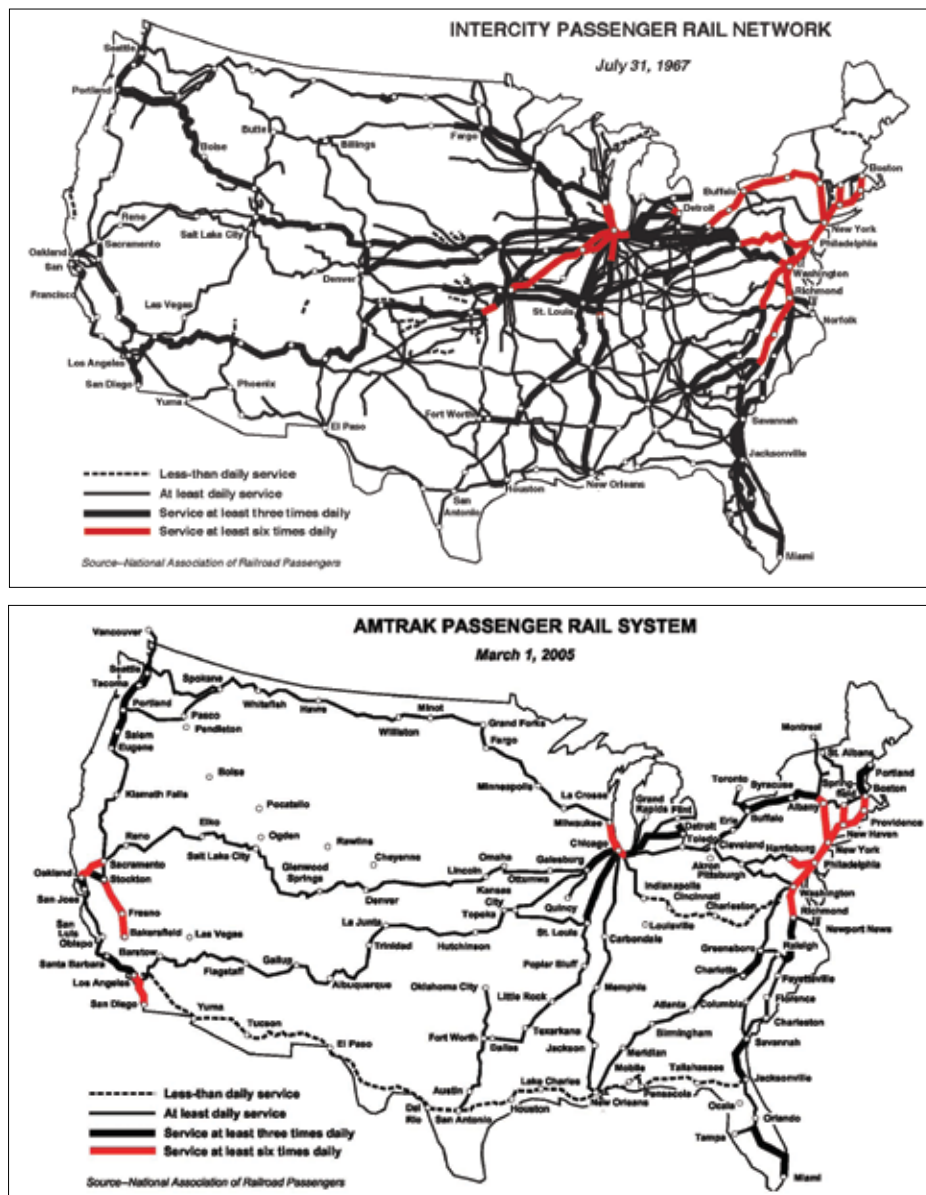 INTERCITY PASSENGER RAIL NETWORK
July 31, 1967
Seattle
Portland
Butte
Fargo
Billings
Boise
Boston
Buffalo
Detroit
Reno
Salt Lake City
New York
Sacramento
Philadelphia
Oakland
San
Francisco
Denver
Washington
Richmond
Las Vegas
St. Louis
Norfolk
Los Angeles
San Diego
Phoenix
Yuma
Fort Worth
Savannah
El Paso
Jacksonville
Less-than daily service
At least daily service
Service at least three times daily
Service at least six times daily
San
Antonio
Houston
New Orleans
Miami
Source–National Association of Railroad Passengers
AMTRAK PASSENGER RAIL SYSTEM
March 1, 2005
Vancouver
Seattle
Tacoma
Spokane
Whitefish
Havre
Minot
Williston
Grand Forks
Portland
Pasco
Pendleton
Salem
Eugene
Fargo
Montreal
St. Albans
Portland
Boise
Minneapolis
Toronto
Syracuse
Spring-
field
Boston
Klamath Falls
Pocatello
La Crosse
Grand
Rapids
Flint
Albany
Providence
Milwaukee
Detroit
Erie
Buffalo
New Haven
Reno
Elko
Ogden
Rawlins
Chicago
Toledo
Cleveland
Harrisburg
New York
Sacramento
Salt Lake City
Cheyenne
Omaha
Galesburg
Akron
Pittsburgh
Philadelphia
Oakland
Stockton
Glenwood
Springs
Lincoln
Ottumwa
Indianapolis
Washington
San Jose
Denver
Kansas
City
Quincy
Cincinnati
Charleston
Richmond
Fresno
Topeka
Louisville
Newport News
San
Luis
Obispo
Bakersfield
Las Vegas
La Junta
St. Louis
Carbondale
Greensboro
Raleigh
Barstow
Trinidad
Hutchinson
Santa Barbara
Flagstaff
Gallup
Poplar Bluff
Charlotte
Fayetteville
Los Angeles
Albuquerque
Oklahoma City
Memphis
Atlanta
Columbia
Florence
San Diego
Little Rock
Yuma
Birmingham
Charleston
Tucson
El Paso
Fort Worth
Dallas
Texarkana
Jackson
Meridian
Savannah
Mobile
Tallahassee
Austin
Lake Charles
Pensacola
Jacksonville
Less-than daily service
At least daily service
Service at least three times daily
Service at least six times daily
Del
Rio
San Antonio
Houston
New Orleans
Ocala
Orlando
Tampa
Miami
Source–National Association of Railroad Passengers